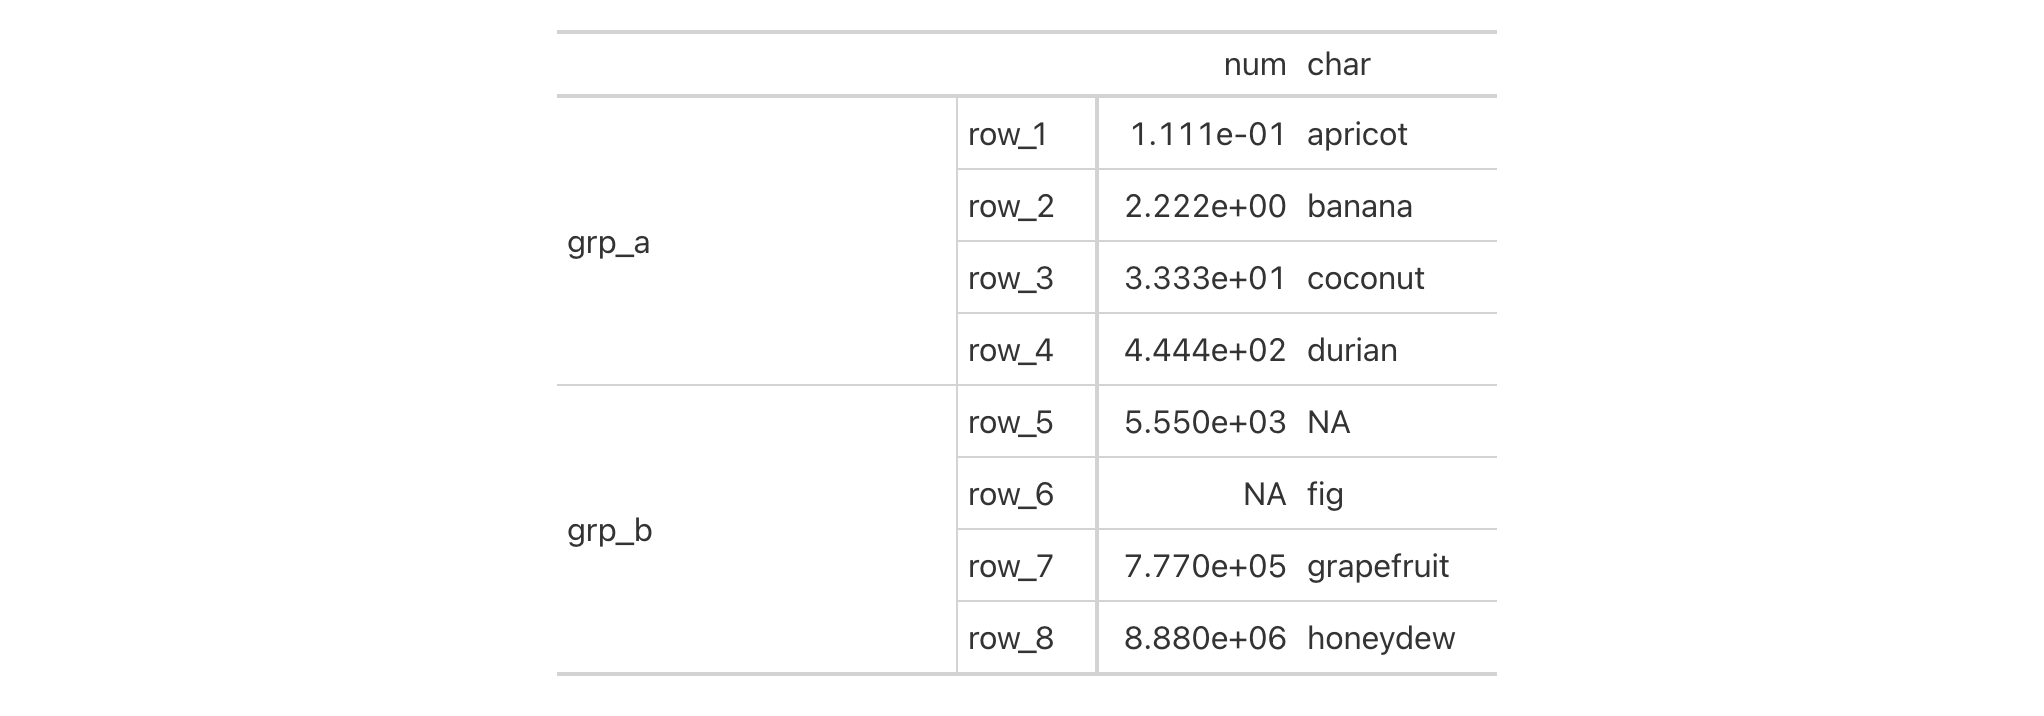 num char
grp_a
row_1 1.111e-01 apricot
row_2 2.222e+00 banana
row_3 3.333e+01 coconut
row_4 4.444e+02 durian
grp_b
row_5 5.550e+03 NA
row_6 NA fig
row_7 7.770e+05 grapefruit
row_8 8.880e+06 honeydew